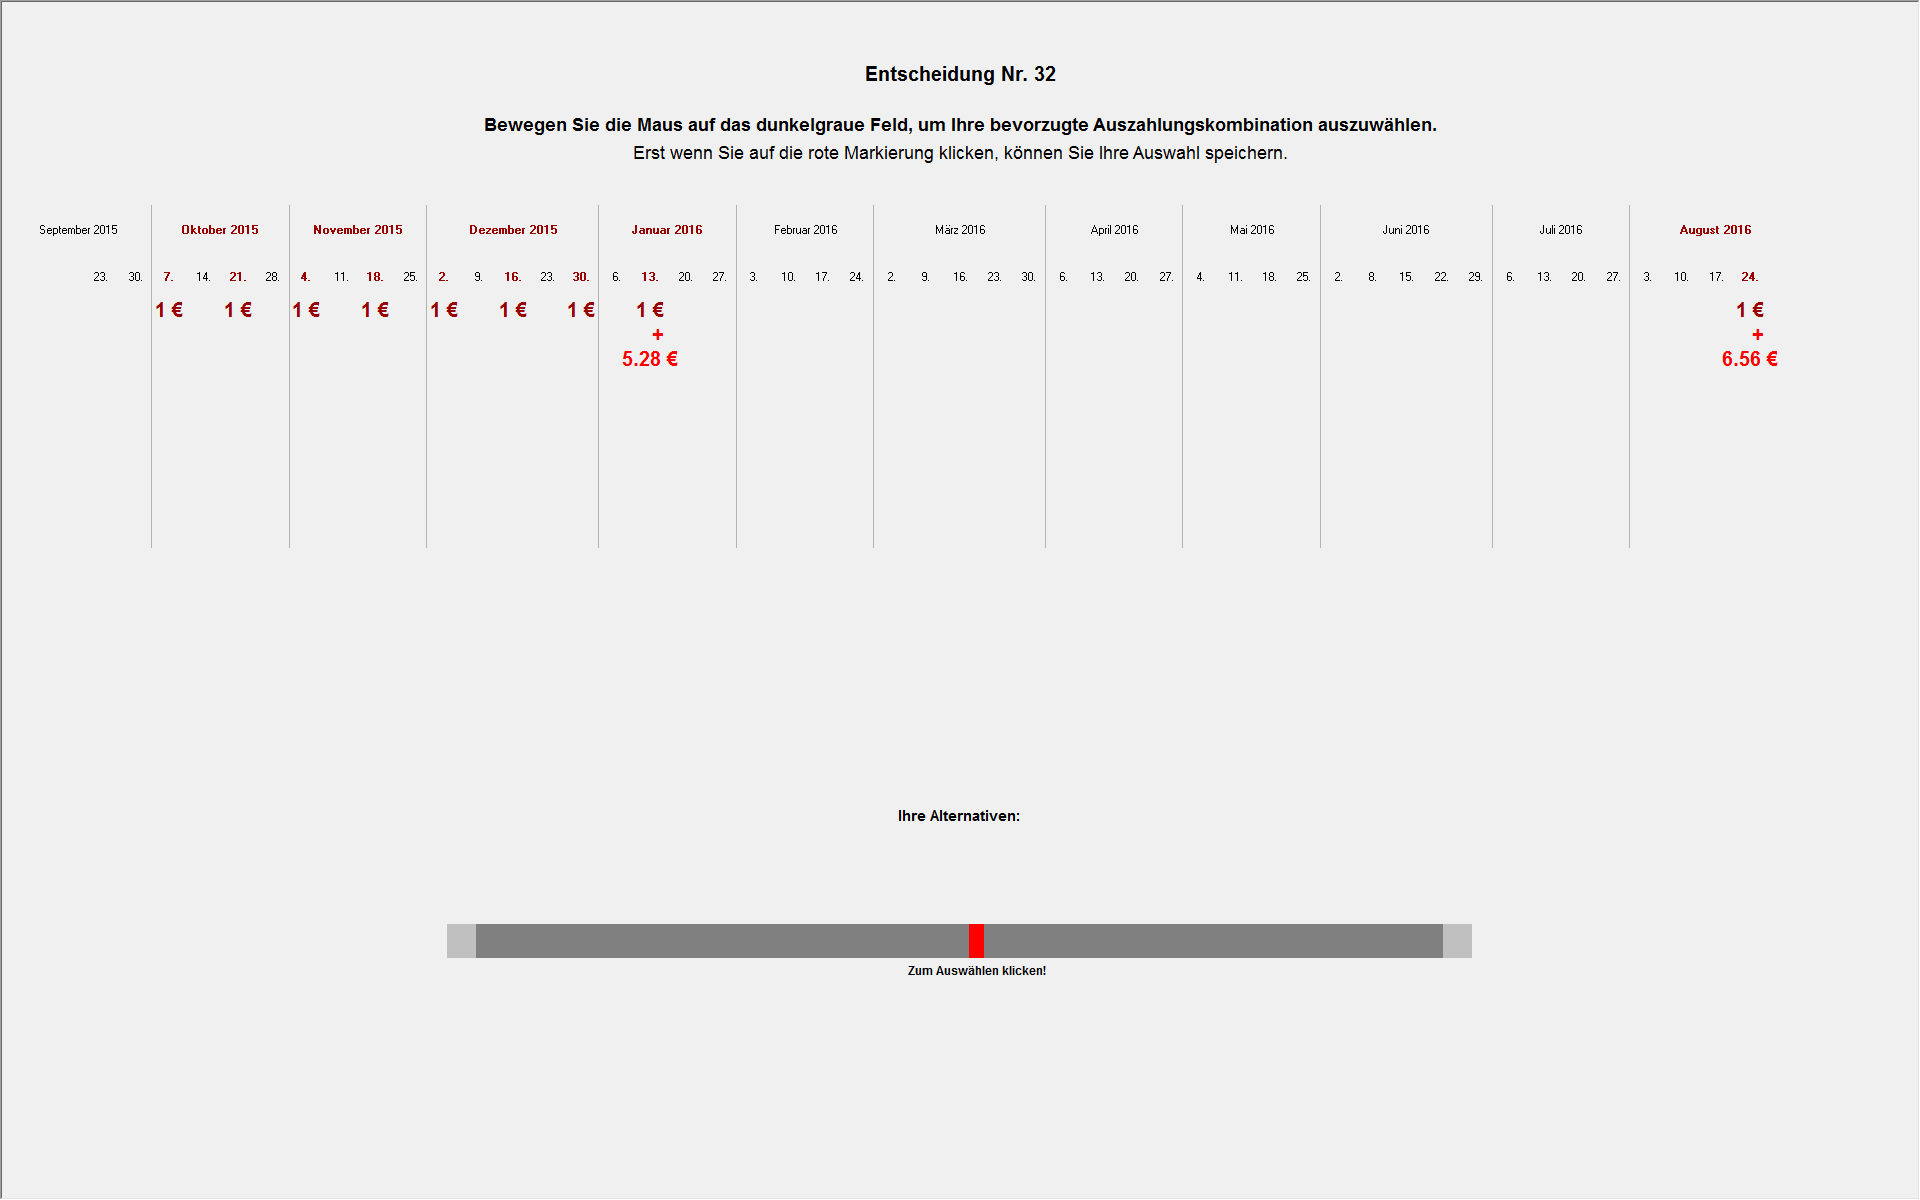 Entscheidung Nr. 32
Bewegen Sie die Maus auf das dunkelgraue Feld, um Ihre bevorzugte Auszahlungskombination auszuwählen.
Erst wenn Sie auf die rote Markierung klicken, können Sie Ihre Auswahl speichern.
September 2015 Oktober 2015 November 2015 Dezember 2015 Januar 2016 Februar 2016 März 2016 April 2016 Mai 2016 Juni 2016 Juli 2016 August 2016
23. 30. 7. 14. 21. 28. 4. 11. 18. 25. 2. 9. 16. 23. 30. 6. 13. 20. 27. 3. 10. 17. 24. 2. 9. 16. 23. 30. 6. 13. 20. 27. 4. 11. 18. 25. 2. 8. 15. 22. 29. 6. 13. 20. 27. 3. 10. 17. 24.
1 € 1 € 1 € 1 € 1 € 1 € 1 € 1 € 1 €
+ +
5.28 € 6.56 €
Ihre Alternativen:
Zum Auswählen klicken!